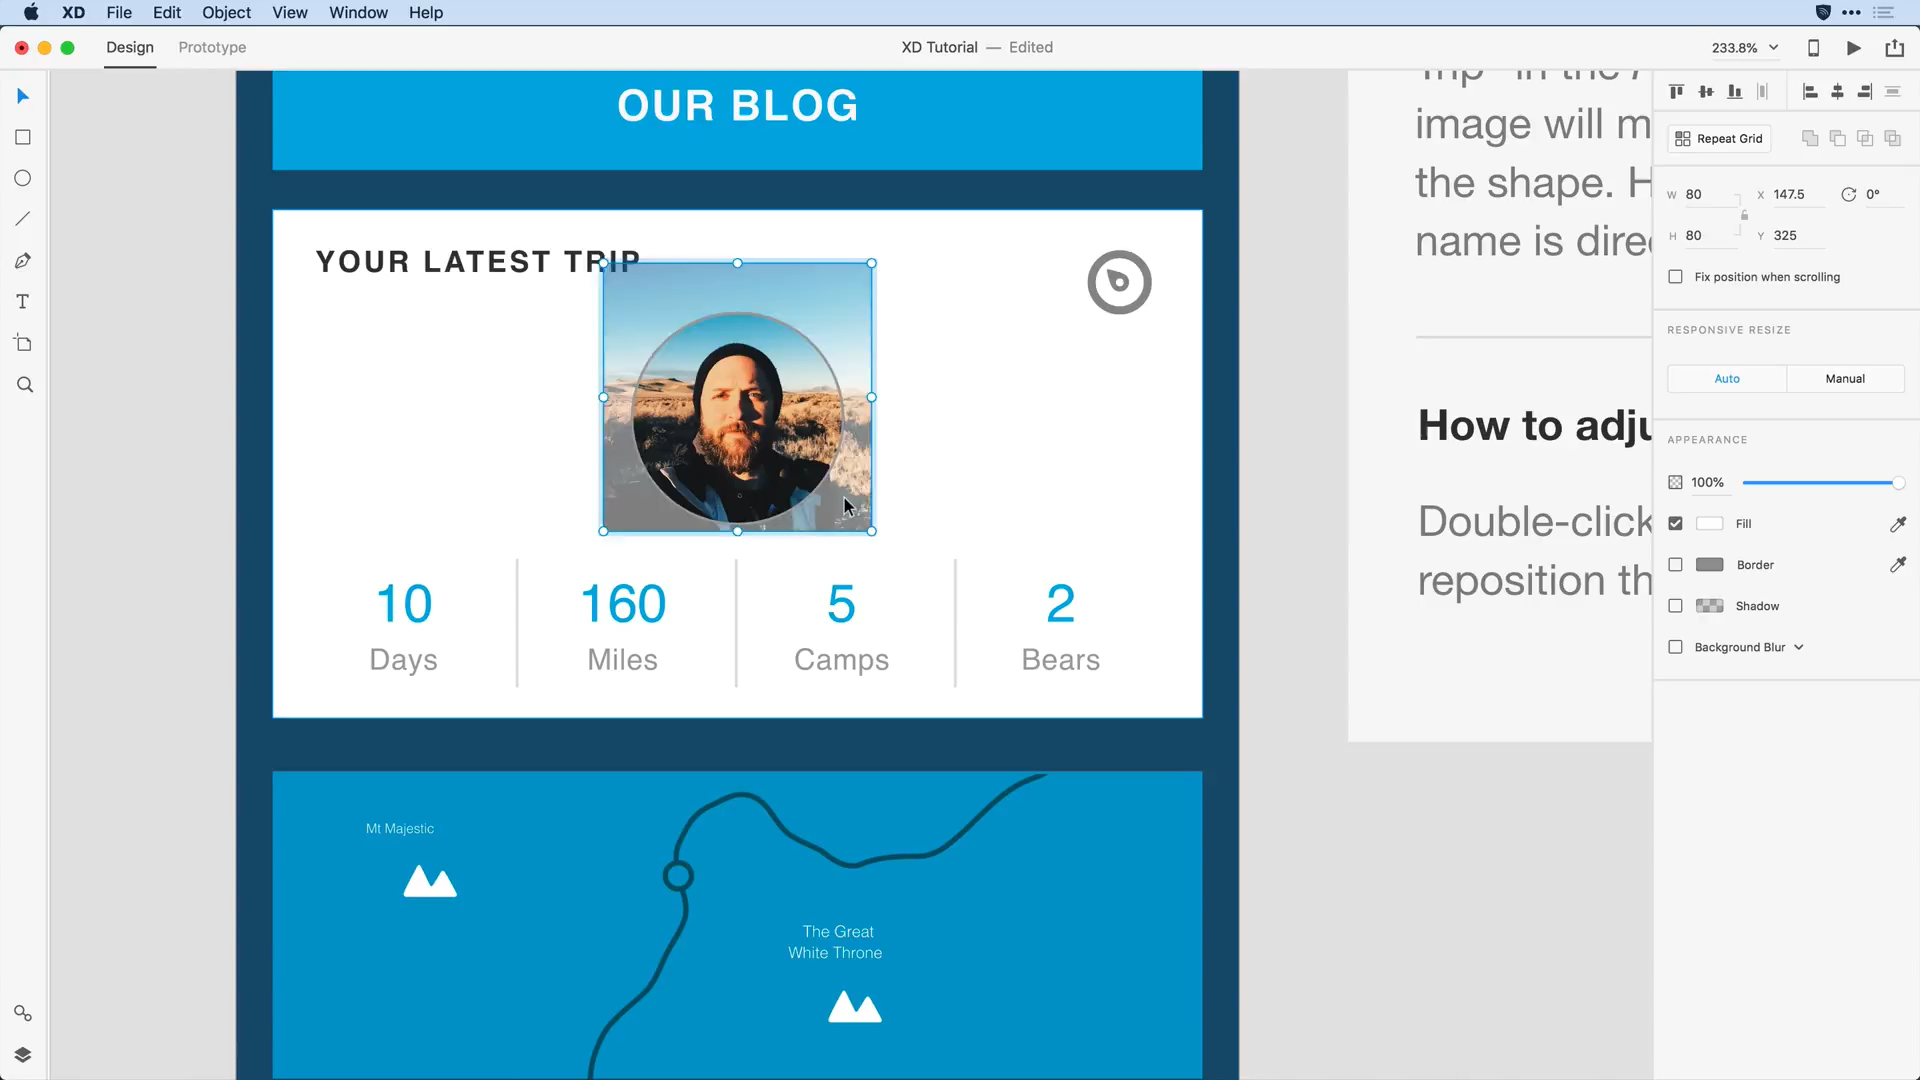 XD File Edit Object View Window Help
Design Prototype
XD Tutorial — Edited
233.8%
OUR BLOG
YOUR LATEST TRIP
10
Days
160
Miles
5
Camps
2
Bears
Mt Majestic
The Great
White Throne
image will m
the shape. H
name is dire
How to adju
Double-click
reposition th
Repeat Grid
W 80 X 147.5 0°
H 80 Y 325
Fix position when scrolling
RESPONSIVE RESIZE
Auto Manual
APPEARANCE
100%
Fill
Border
Shadow
Background Blur